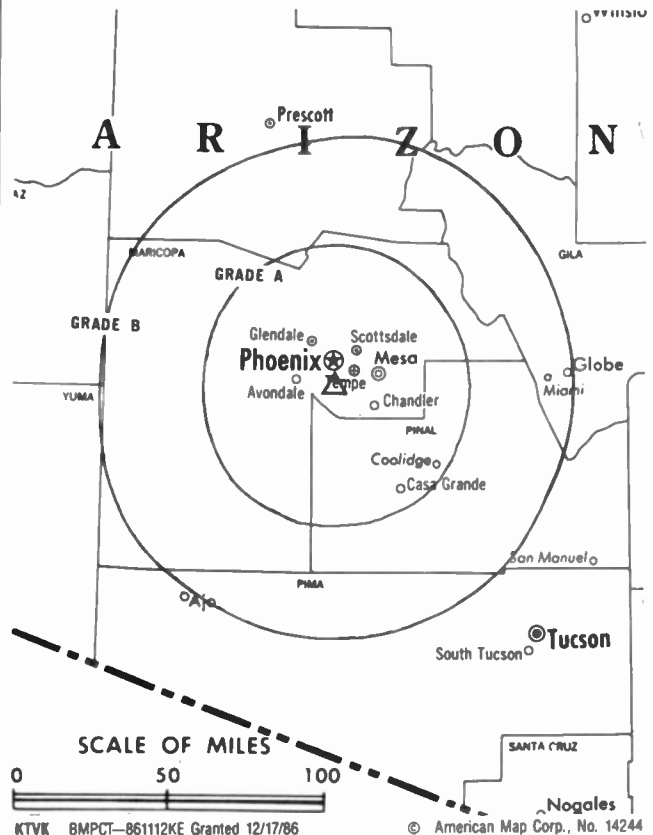 Prescott
A R I Z O N
AZ
MARICOPA
GILA
GRADE A
GRADE B
Glendale
Scottsdale
Phoenix
Mesa
Tempe
Globe
Miami
Avondale
YUMA
Chandler
PINAL
Coolidge
Casa Grande
San Manuel
PIMA
Ajo
Tucson
South Tucson
SCALE OF MILES
SANTA CRUZ
0 50 100
Nogales
KTVK BMPCT—861112KE Granted 12/17/86
© American Map Corp., No. 14244